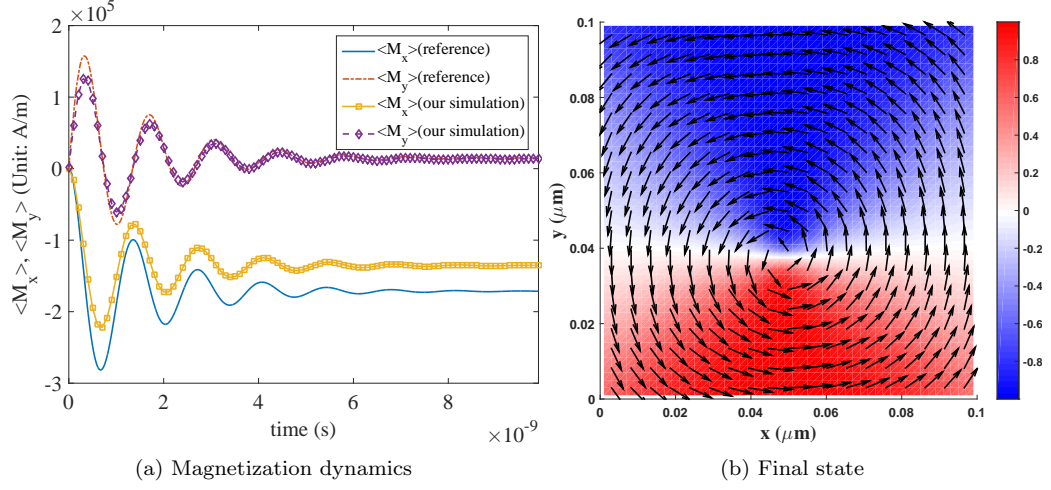 ×10^5
2
1
0
-1
-2
-3
<M_x>, <M_y> (Unit: A/m)
<M_x>(reference)
<M_y>(reference)
<M_x>(our simulation)
<M_y>(our simulation)
0 2 4 6 8
time (s)
×10^-9
(a) Magnetization dynamics
0.1
0.08
0.06
0.04
0.02
0
y (μm)
0 0.02 0.04 0.06 0.08 0.1
x (μm)
0.8
0.6
0.4
0.2
0
-0.2
-0.4
-0.6
-0.8
(b) Final state